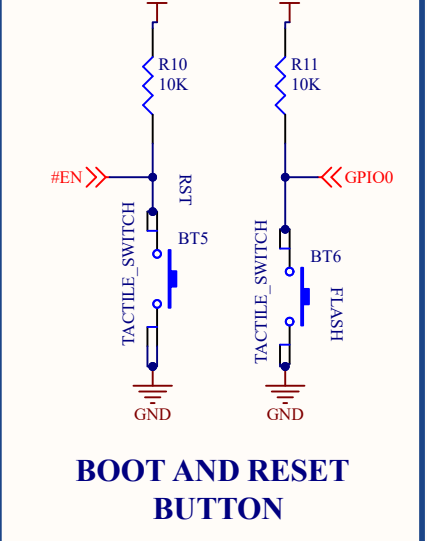 R10
10K
R11
10K
#EN
GPIO0
RST
TACTILE_SWITCH
BT5
TACTILE_SWITCH
BT6
FLASH
GND
GND
BOOT AND RESET
BUTTON